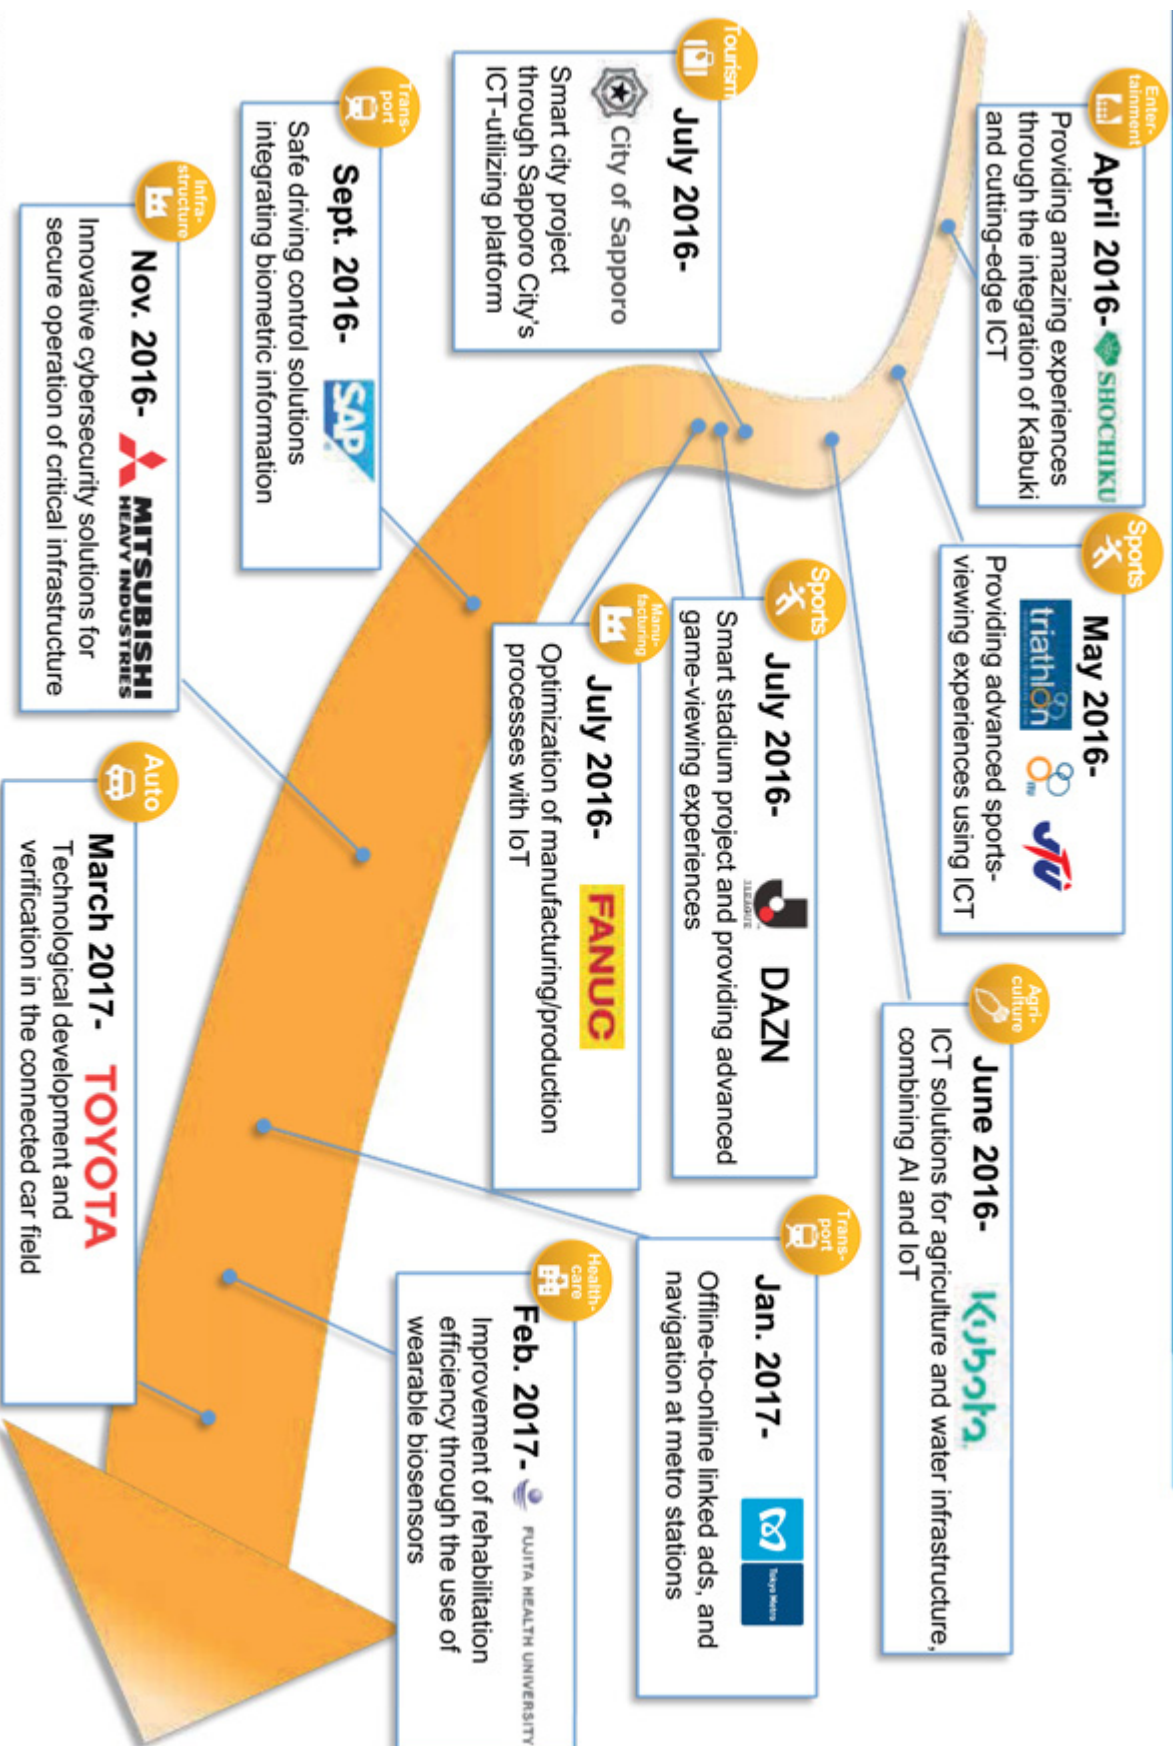 Enter-
tainment
April 2016-
SHOCHIKU
Providing amazing experiences
through the integration of Kabuki
and cutting-edge ICT
Sports
May 2016-
triathlon
ITU
JTU
Providing advanced sports-
viewing experiences using ICT
Agri-
culture
June 2016-
Kubota
ICT solutions for agriculture and water infrastructure,
combining AI and IoT
Tourism
July 2016-
City of Sapporo
Smart city project
through Sapporo City's
ICT-utilizing platform
Sports
July 2016-
J.LEAGUE
DAZN
Smart stadium project and providing advanced
game-viewing experiences
Manu-
facturing
July 2016-
FANUC
Optimization of manufacturing/production
processes with IoT
Trans-
port
Sept. 2016-
SAP
Safe driving control solutions
integrating biometric information
Infra-
structure
Nov. 2016-
MITSUBISHI
HEAVY INDUSTRIES
Innovative cybersecurity solutions for
secure operation of critical infrastructure
Trans-
port
Jan. 2017-
Tokyo Metro
Offline-to-online linked ads, and
navigation at metro stations
Health-
care
Feb. 2017-
FUJITA HEALTH UNIVERSITY
Improvement of rehabilitation
efficiency through the use of
wearable biosensors
Auto
March 2017-
TOYOTA
Technological development and
verification in the connected car field